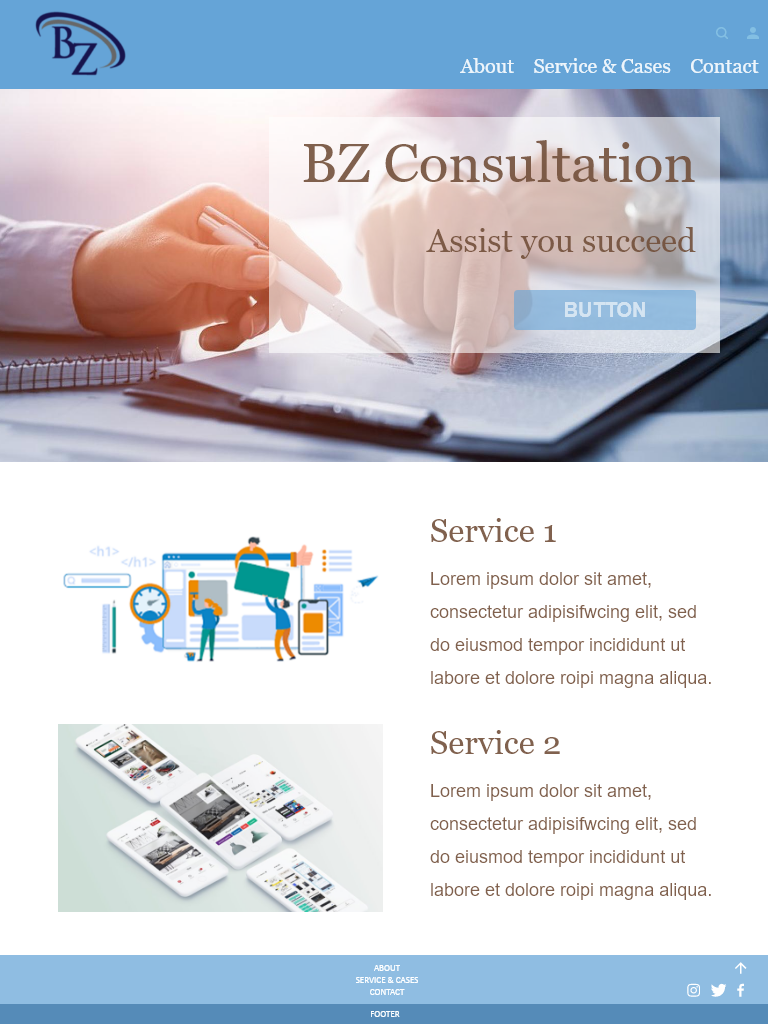 BZ
About Service & Cases Contact
BZ Consultation
Assist you succeed
BUTTON
<h1>
</h1>
Service 1
Lorem ipsum dolor sit amet,
consectetur adipisifwcing elit, sed
do eiusmod tempor incididunt ut
labore et dolore roipi magna aliqua.
Service 2
Lorem ipsum dolor sit amet,
consectetur adipisifwcing elit, sed
do eiusmod tempor incididunt ut
labore et dolore roipi magna aliqua.
ABOUT
SERVICE & CASES
CONTACT
FOOTER